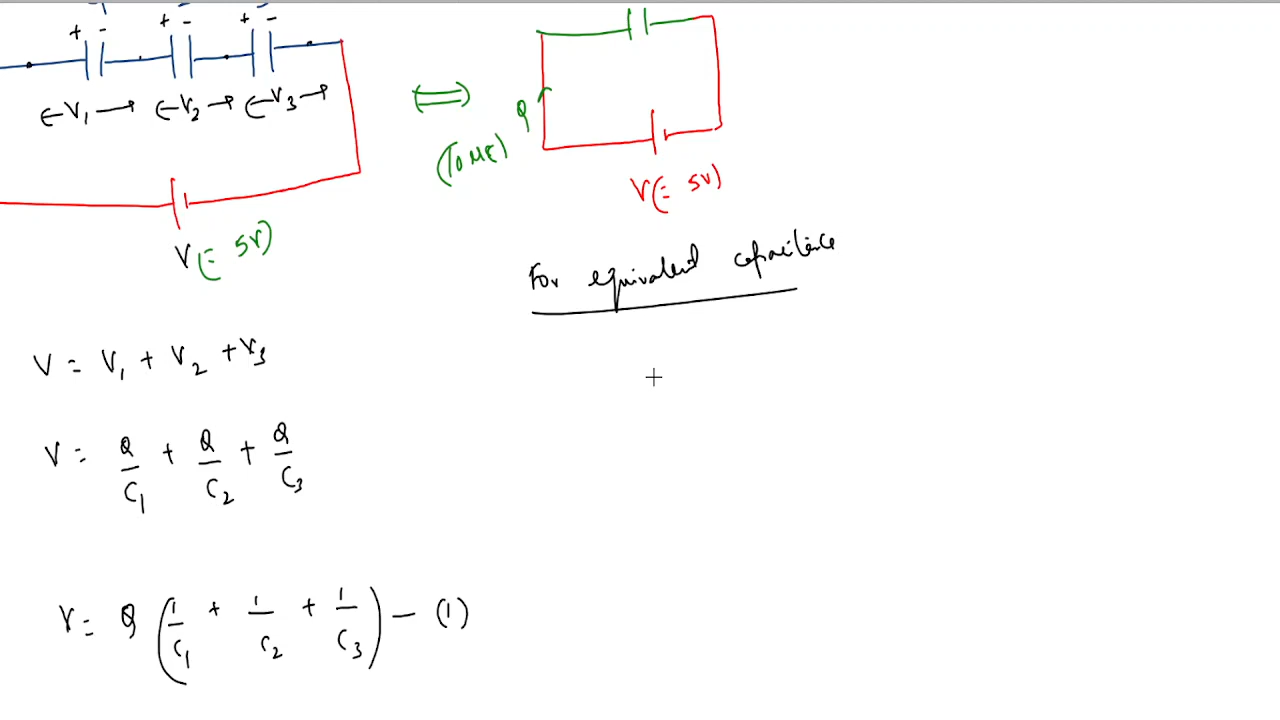 + - + - + -
V1 V2 V3
Q
(10 μC)
V (= 5V)
V (= 5V)
For equivalent capacitance
V = V1 + V2 + V3
V = Q/C1 + Q/C2 + Q/C3
V = Q (1/C1 + 1/C2 + 1/C3) — (1)